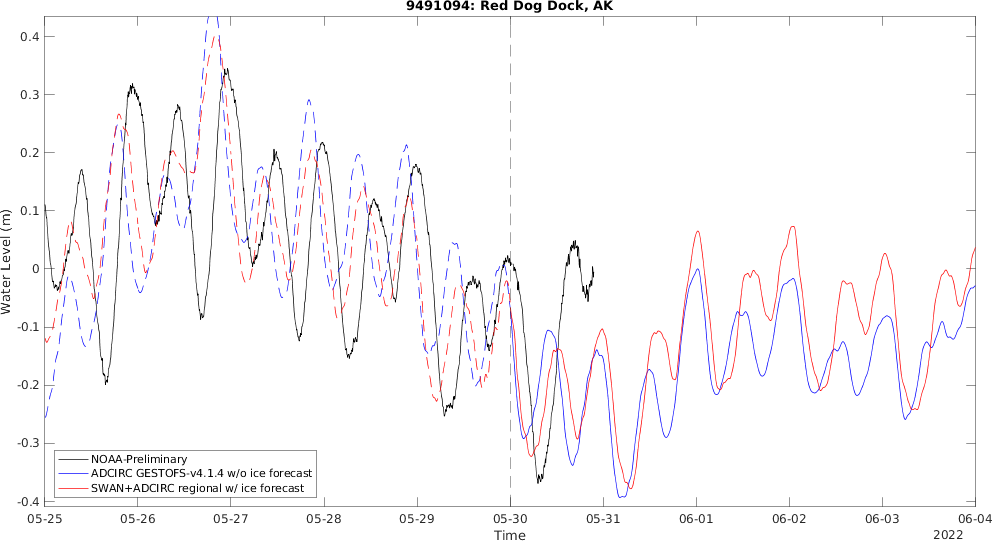 9491094: Red Dog Dock, AK
0.4
0.3
0.2
0.1
0
-0.1
-0.2
-0.3
-0.4
Water Level (m)
NOAA-Preliminary
ADCIRC GESTOFS-v4.1.4 w/o ice forecast
SWAN+ADCIRC regional w/ ice forecast
05-25 05-26 05-27 05-28 05-29 05-30 05-31 06-01 06-02 06-03 06-04
Time
2022